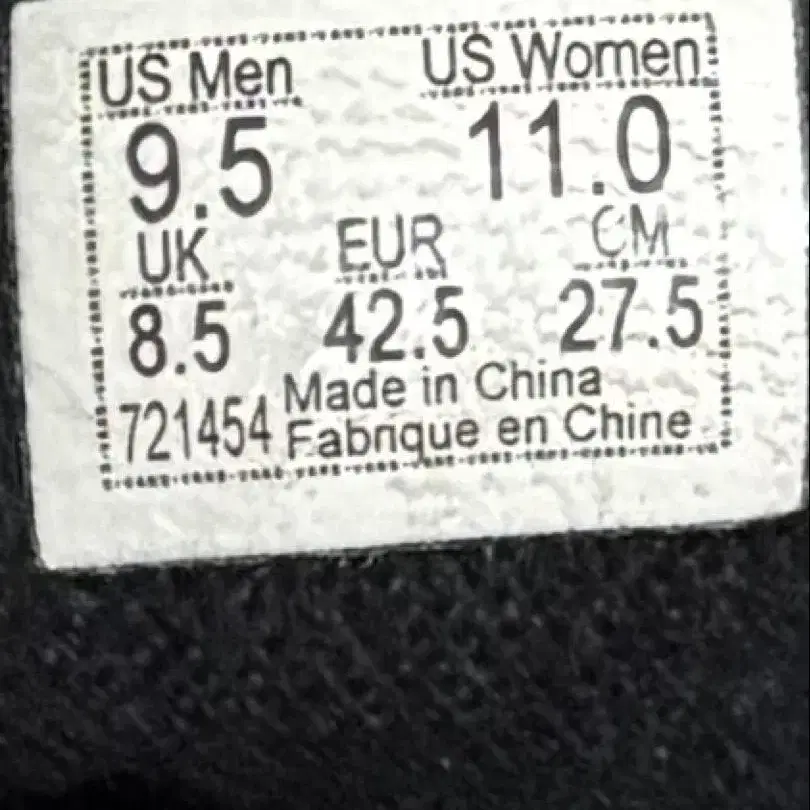 US Men US Women
9.5 11.0
UK EUR CM
8.5 42.5 27.5
721454 Made in China
Fabrique en Chine